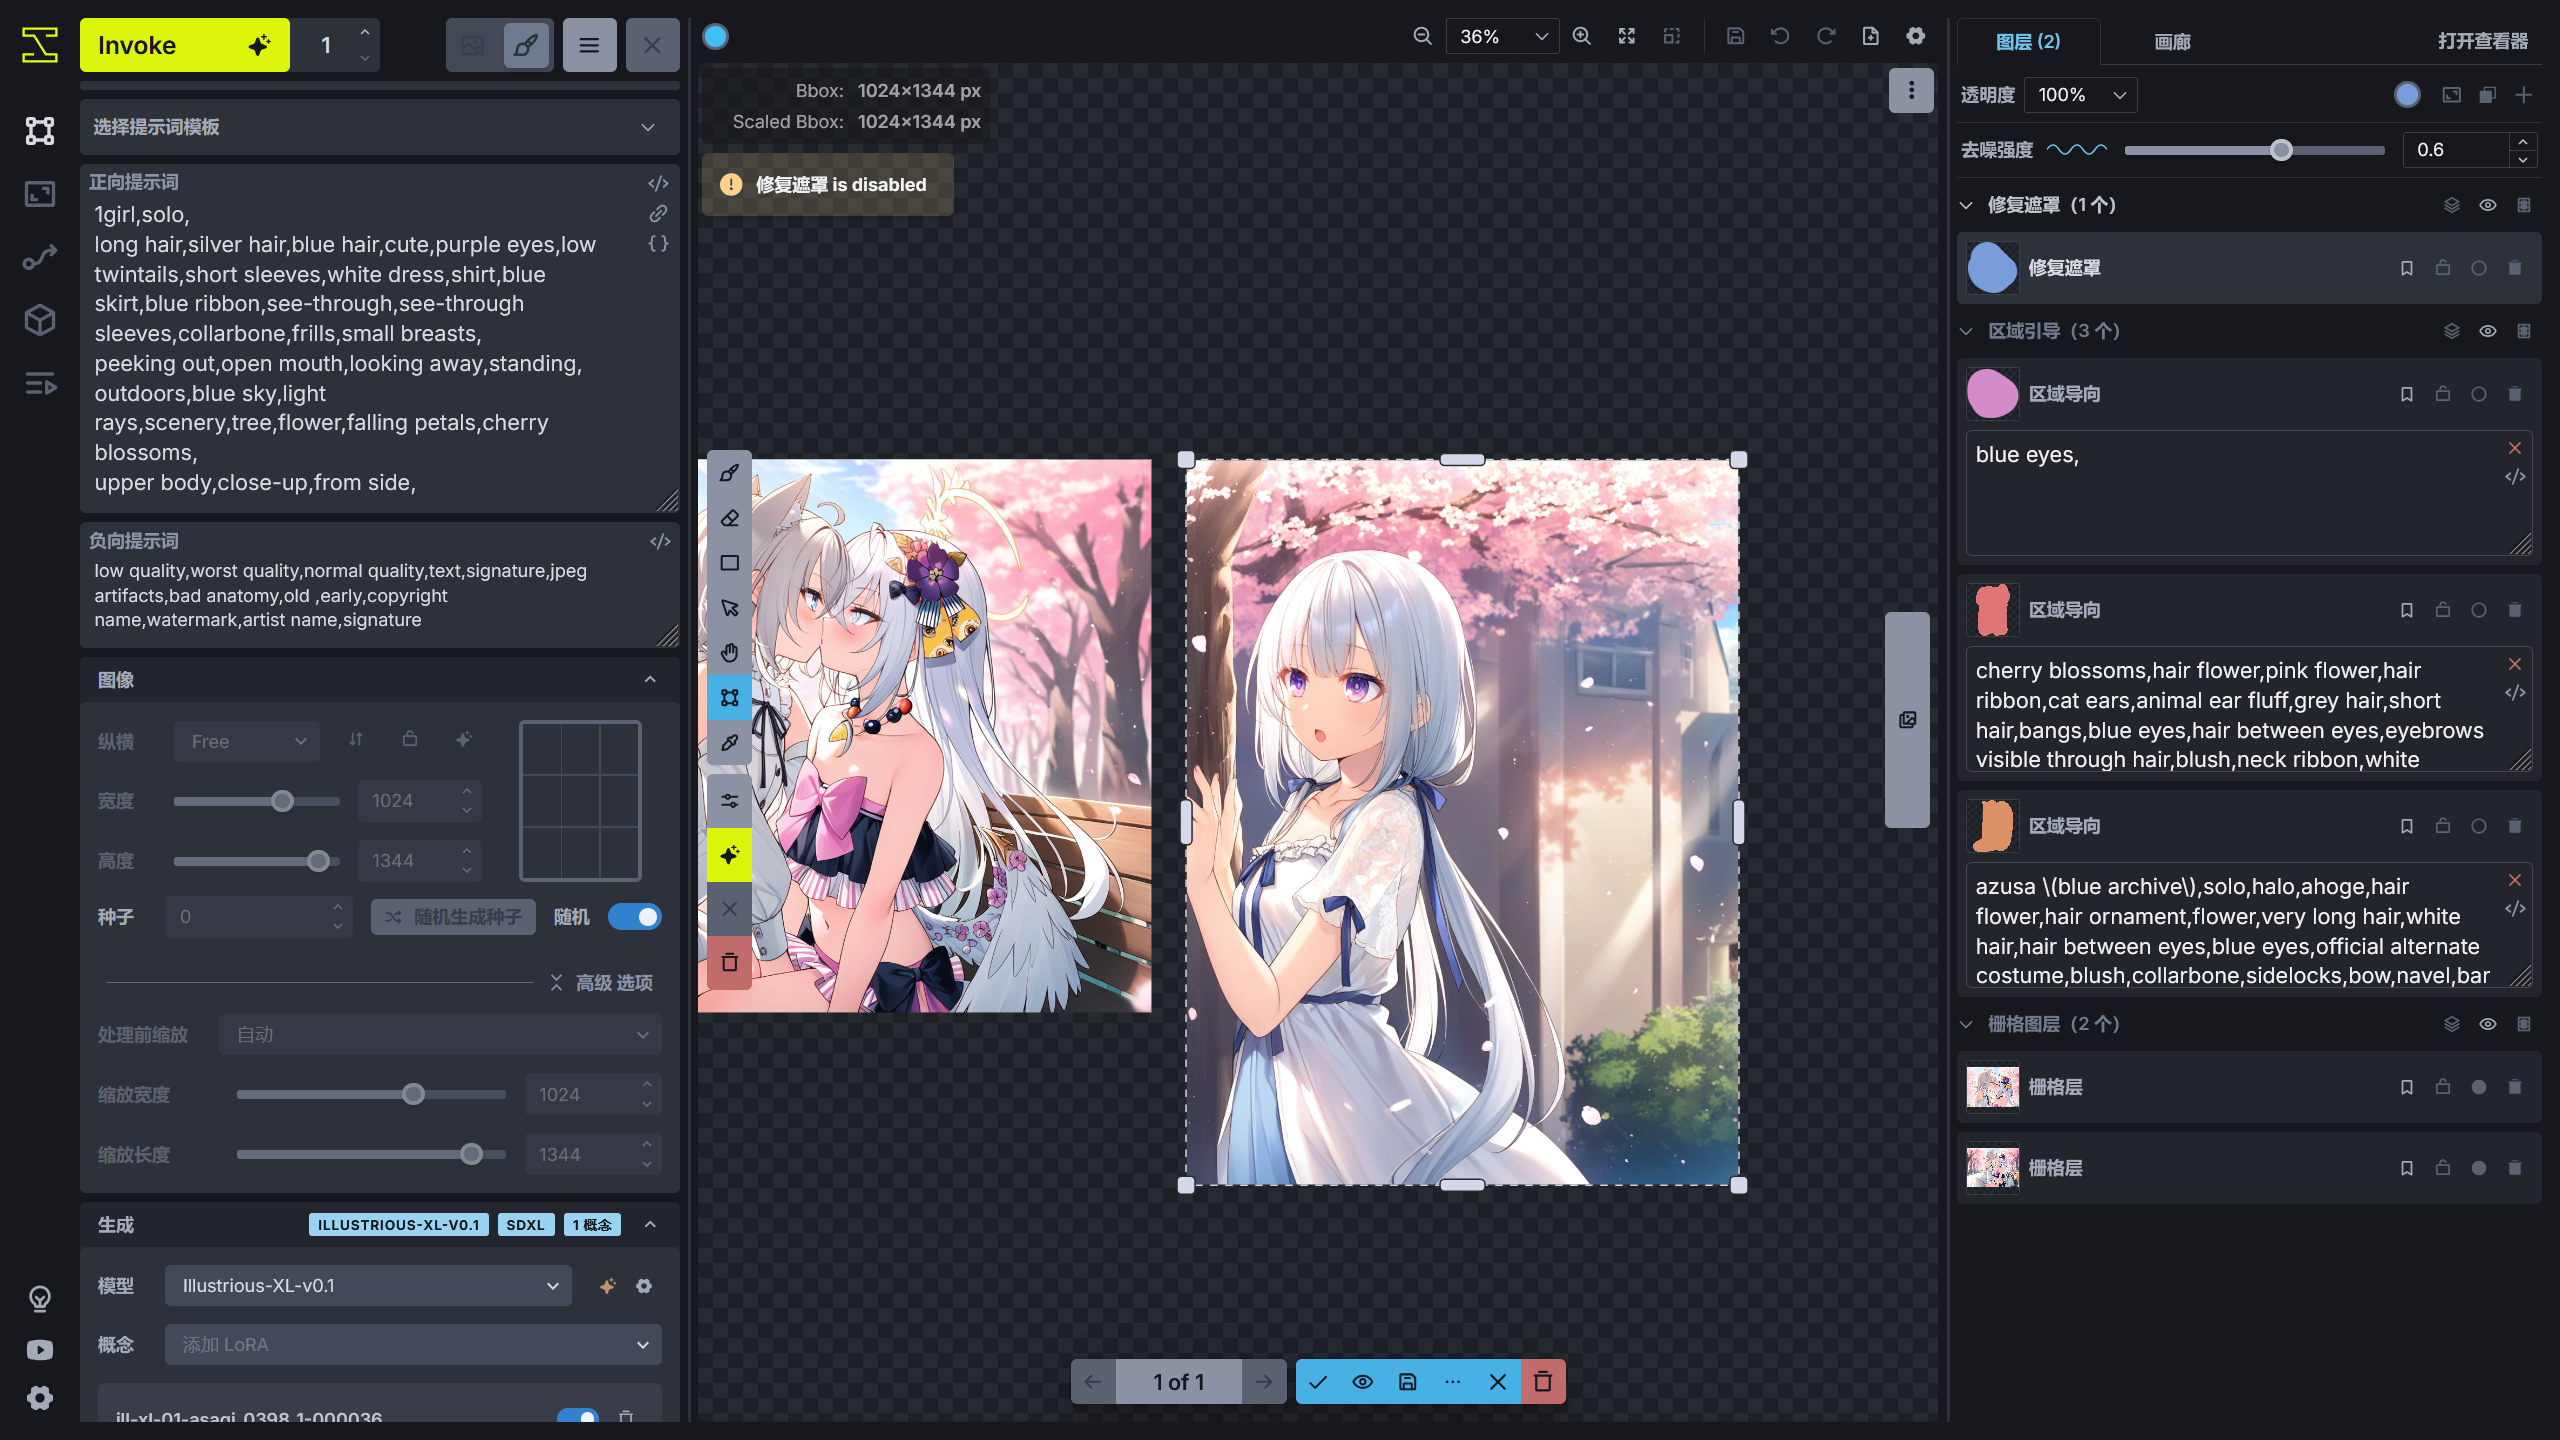 Invoke
1
选择提示词模板
正向提示词
1girl,solo,
long hair,silver hair,blue hair,cute,purple eyes,low
twintails,short sleeves,white dress,shirt,blue
skirt,blue ribbon,see-through,see-through
sleeves,collarbone,frills,small breasts,
peeking out,open mouth,looking away,standing,
outdoors,blue sky,light
rays,scenery,tree,flower,falling petals,cherry
blossoms,
upper body,close-up,from side,
负向提示词
low quality,worst quality,normal quality,text,signature,jpeg
artifacts,bad anatomy,old ,early,copyright
name,watermark,artist name,signature
图像
纵横
Free
宽度
1024
高度
1344
种子
0
随机生成种子
随机
高级 选项
处理前缩放
自动
缩放宽度
1024
缩放长度
1344
生成
ILLUSTRIOUS-XL-V0.1
SDXL
1 概念
模型
Illustrious-XL-v0.1
概念
添加 LoRA
ill-xl-01-asagi_0398_1-000036
36%
Bbox: 1024×1344 px
Scaled Bbox: 1024×1344 px
修复遮罩 is disabled
1 of 1
图层 (2)
画廊
打开查看器
透明度
100%
去噪强度
0.6
修复遮罩（1 个）
修复遮罩
区域引导（3 个）
区域导向
blue eyes,
区域导向
cherry blossoms,hair flower,pink flower,hair
ribbon,cat ears,animal ear fluff,grey hair,short
hair,bangs,blue eyes,hair between eyes,eyebrows
visible through hair,blush,neck ribbon,white
区域导向
azusa \(blue archive\),solo,halo,ahoge,hair
flower,hair ornament,flower,very long hair,white
hair,hair between eyes,blue eyes,official alternate
costume,blush,collarbone,sidelocks,bow,navel,bar
栅格图层（2 个）
栅格层
栅格层